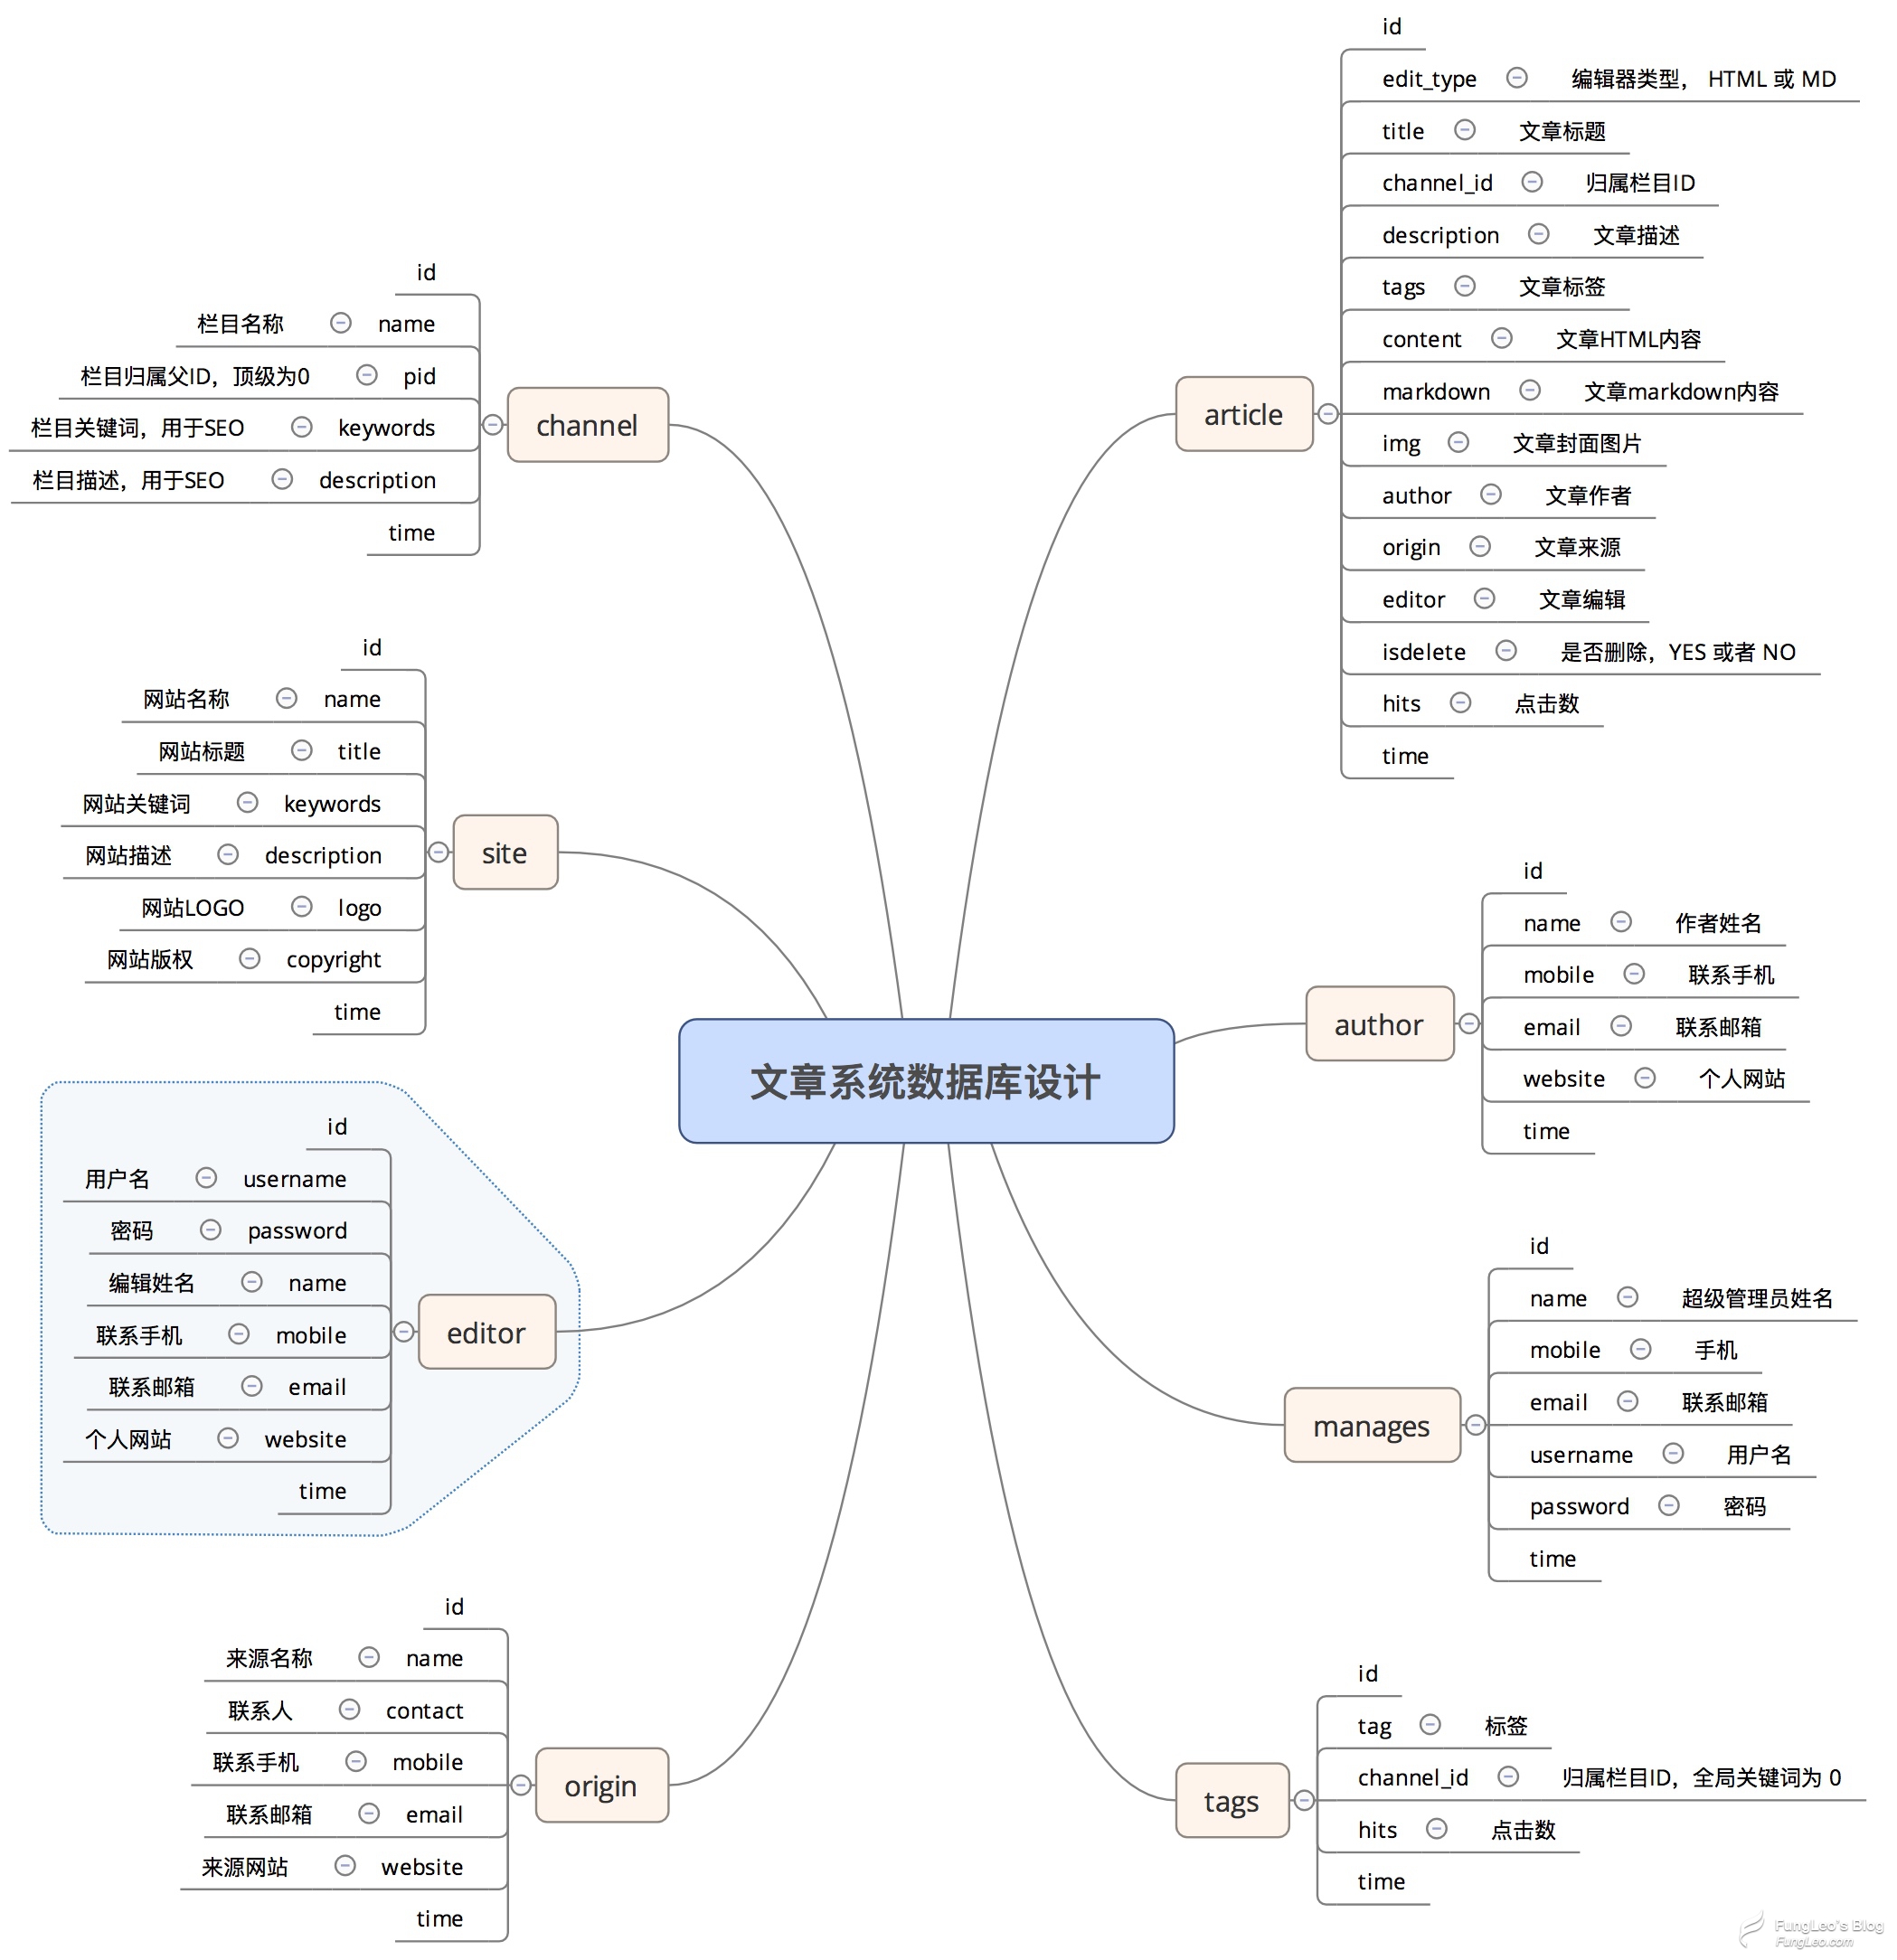 文章系统数据库设计
article
id
edit_type 编辑器类型， HTML 或 MD
title 文章标题
channel_id 归属栏目ID
description 文章描述
tags 文章标签
content 文章HTML内容
markdown 文章markdown内容
img 文章封面图片
author 文章作者
origin 文章来源
editor 文章编辑
isdelete 是否删除，YES 或者 NO
hits 点击数
time
author
id
name 作者姓名
mobile 联系手机
email 联系邮箱
website 个人网站
time
manages
id
name 超级管理员姓名
mobile 手机
email 联系邮箱
username 用户名
password 密码
time
tags
id
tag 标签
channel_id 归属栏目ID，全局关键词为 0
hits 点击数
time
channel
id
栏目名称 name
栏目归属父ID，顶级为0 pid
栏目关键词，用于SEO keywords
栏目描述，用于SEO description
time
site
id
网站名称 name
网站标题 title
网站关键词 keywords
网站描述 description
网站LOGO logo
网站版权 copyright
time
editor
id
用户名 username
密码 password
编辑姓名 name
联系手机 mobile
联系邮箱 email
个人网站 website
time
origin
id
来源名称 name
联系人 contact
联系手机 mobile
联系邮箱 email
来源网站 website
time
FungLeo's Blog
FungLeo.com